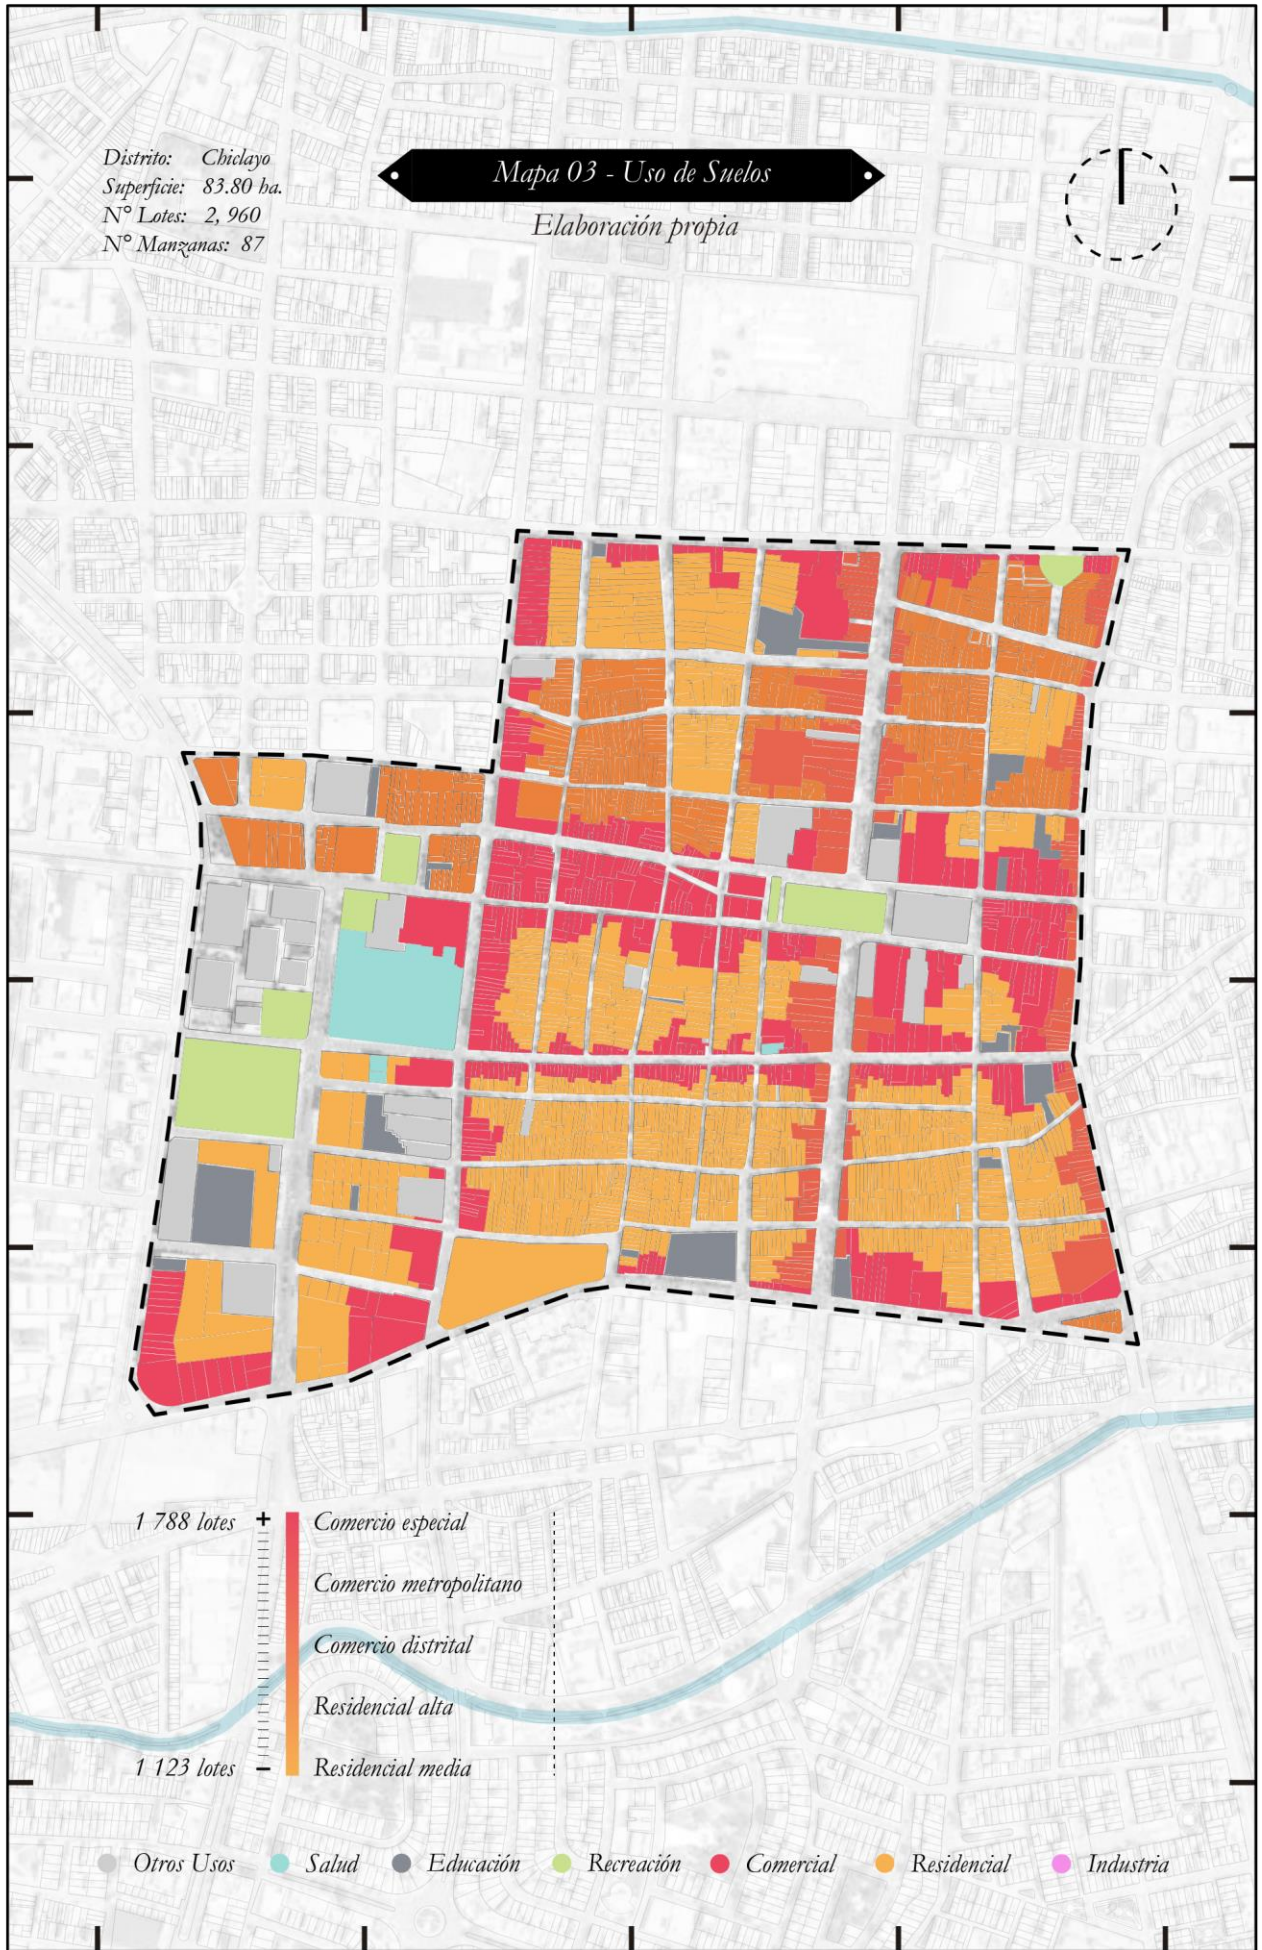 Distrito: Chiclayo
Superficie: 83.80 ha.
N° Lotes: 2, 960
N° Manzanas: 87
Mapa 03 - Uso de Suelos
Elaboración propia
1 788 lotes + Comercio especial
Comercio metropolitano
Comercio distrital
Residencial alta
1 123 lotes - Residencial media
Otros Usos Salud Educación Recreación Comercial Residencial Industria